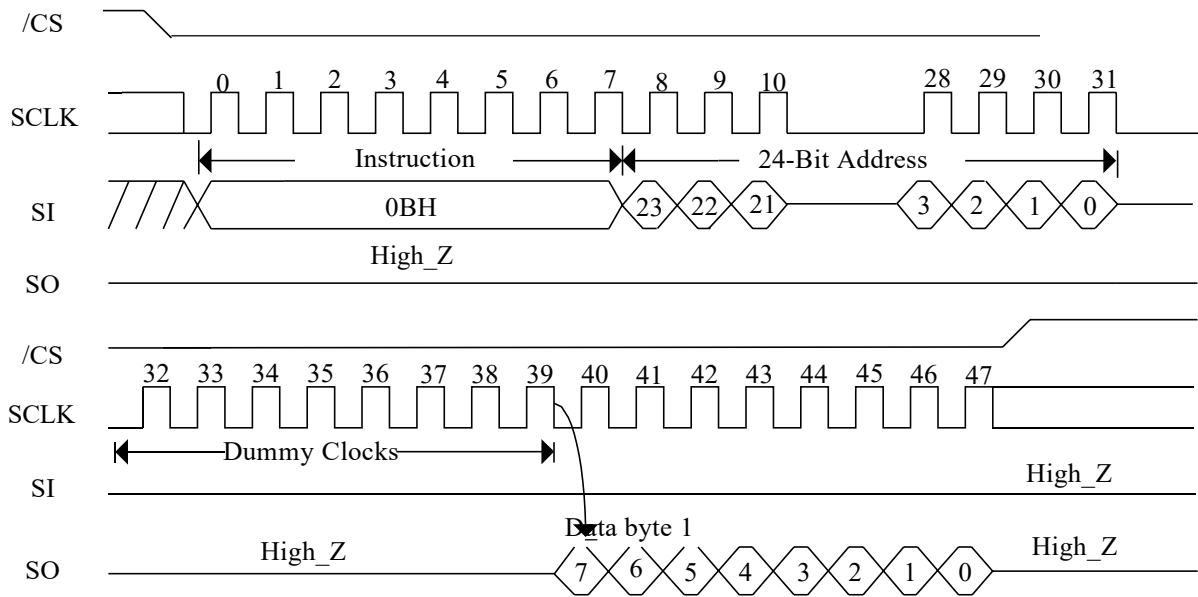 /CS
0 1 2 3 4 5 6 7 8 9 10 28 29 30 31
SCLK
Instruction 24-Bit Address
SI 0BH 23 22 21 3 2 1 0
High_Z
SO
/CS
32 33 34 35 36 37 38 39 40 41 42 43 44 45 46 47
SCLK
Dummy Clocks
SI High_Z
Data byte 1
High_Z High_Z
SO 7 6 5 4 3 2 1 0